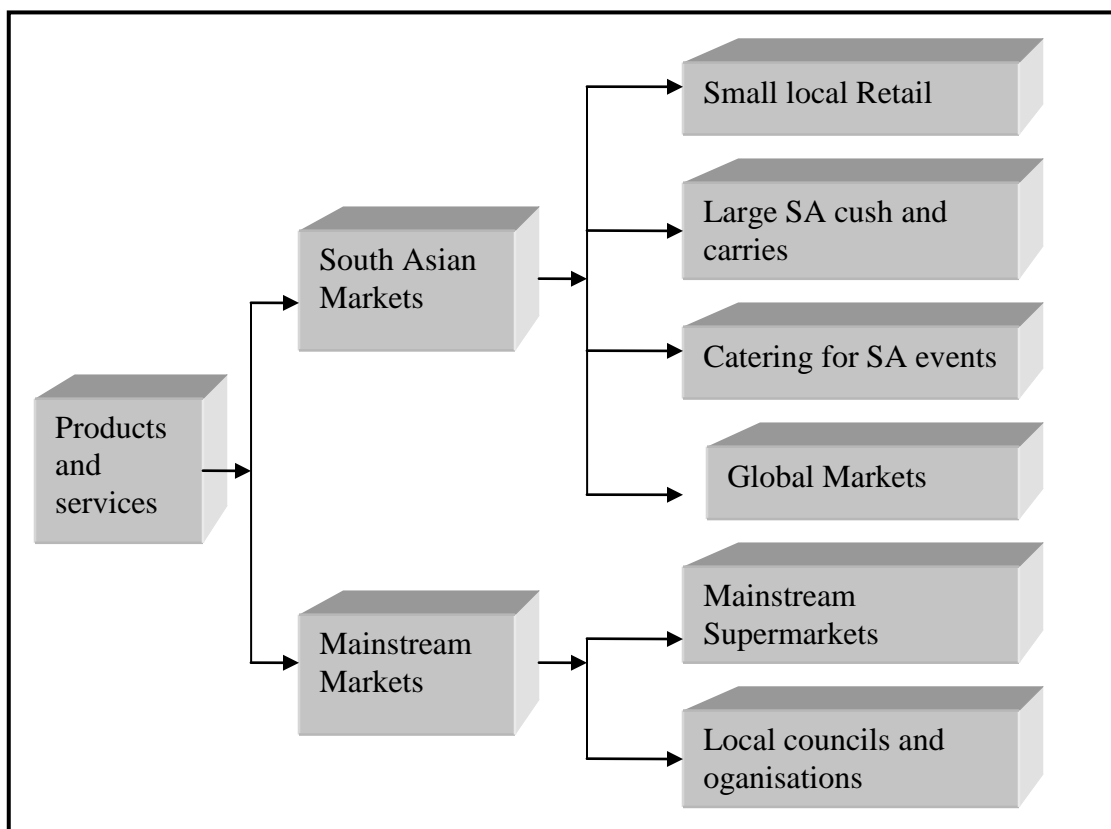 Small local Retail
Large SA cush and
carries
South Asian
Markets
Catering for SA events
Products
and
services
Global Markets
Mainstream
Supermarkets
Mainstream
Markets
Local councils and
oganisations